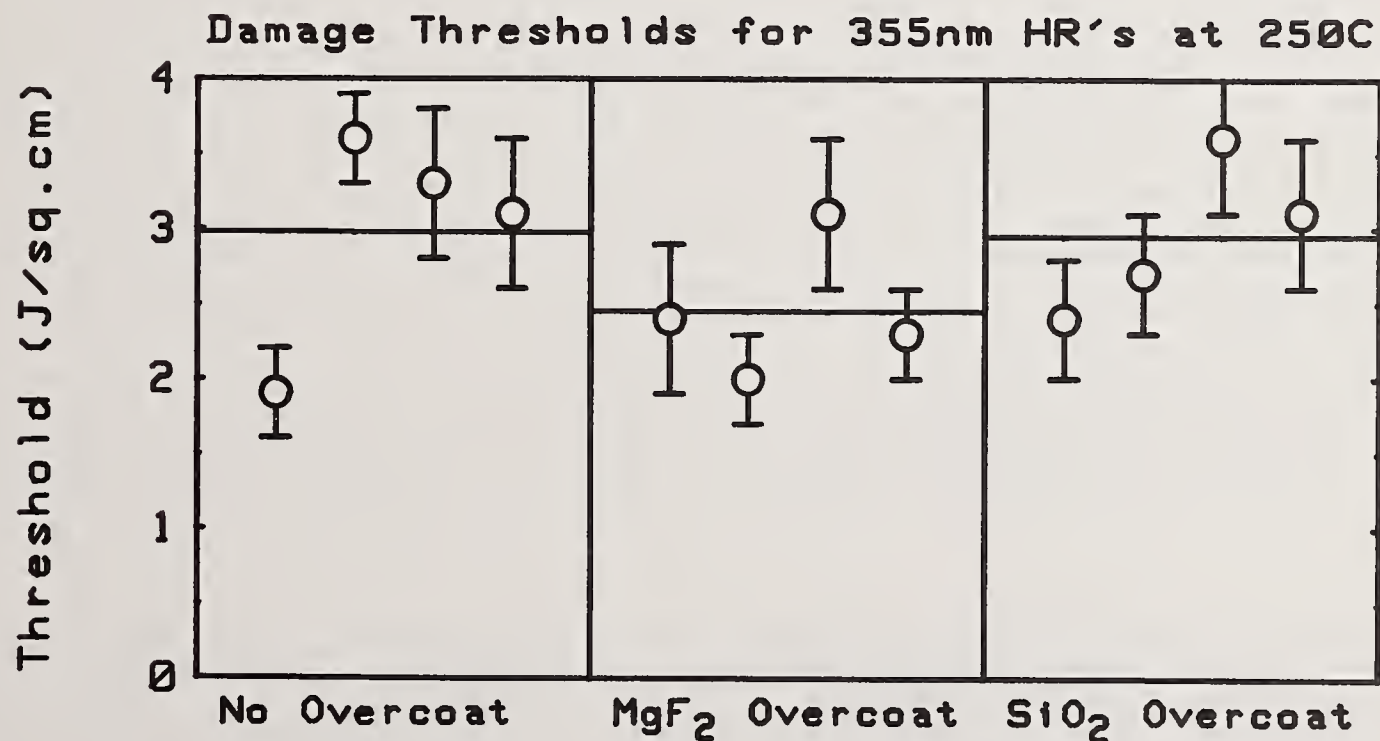 Damage Thresholds for 355nm HR's at 250C
Threshold (J/sq.cm)
4
3
2
1
0
No Overcoat
MgF₂ Overcoat
SiO₂ Overcoat